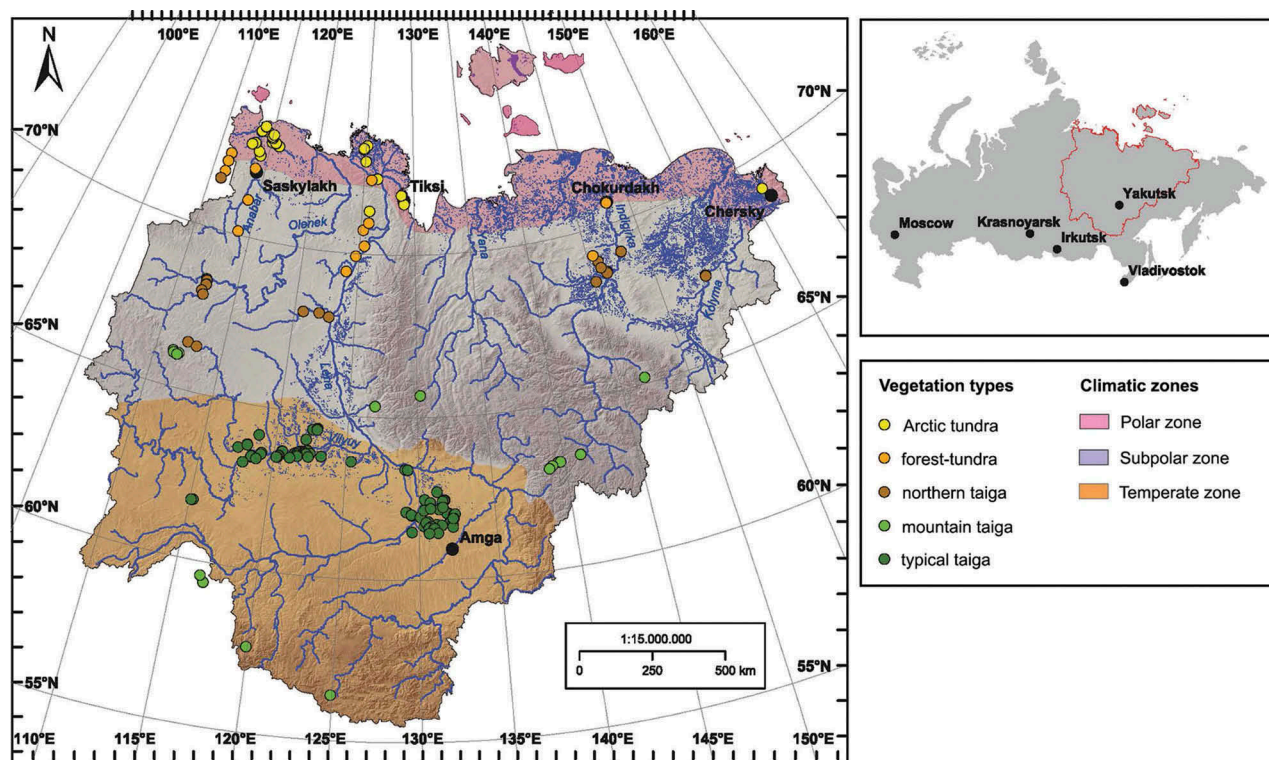 N
100°E 110°E 120°E 130°E 140°E 150°E 160°E
70°N 70°N
Saskylakh Tiksi Chokurdakh
Chersky
Anabar
Olenek
Yana
Indigirka
Kolyma
65°N 65°N
Lena
Vilyuy
60°N 60°N
Amga
1:15.000.000
0 250 500 km
55°N 55°N
110°E 115°E 120°E 125°E 130°E 135°E 140°E 145°E 150°E
Yakutsk
Moscow Krasnoyarsk
Irkutsk
Vladivostok
Vegetation types
Arctic tundra
forest-tundra
northern taiga
mountain taiga
typical taiga
Climatic zones
Polar zone
Subpolar zone
Temperate zone